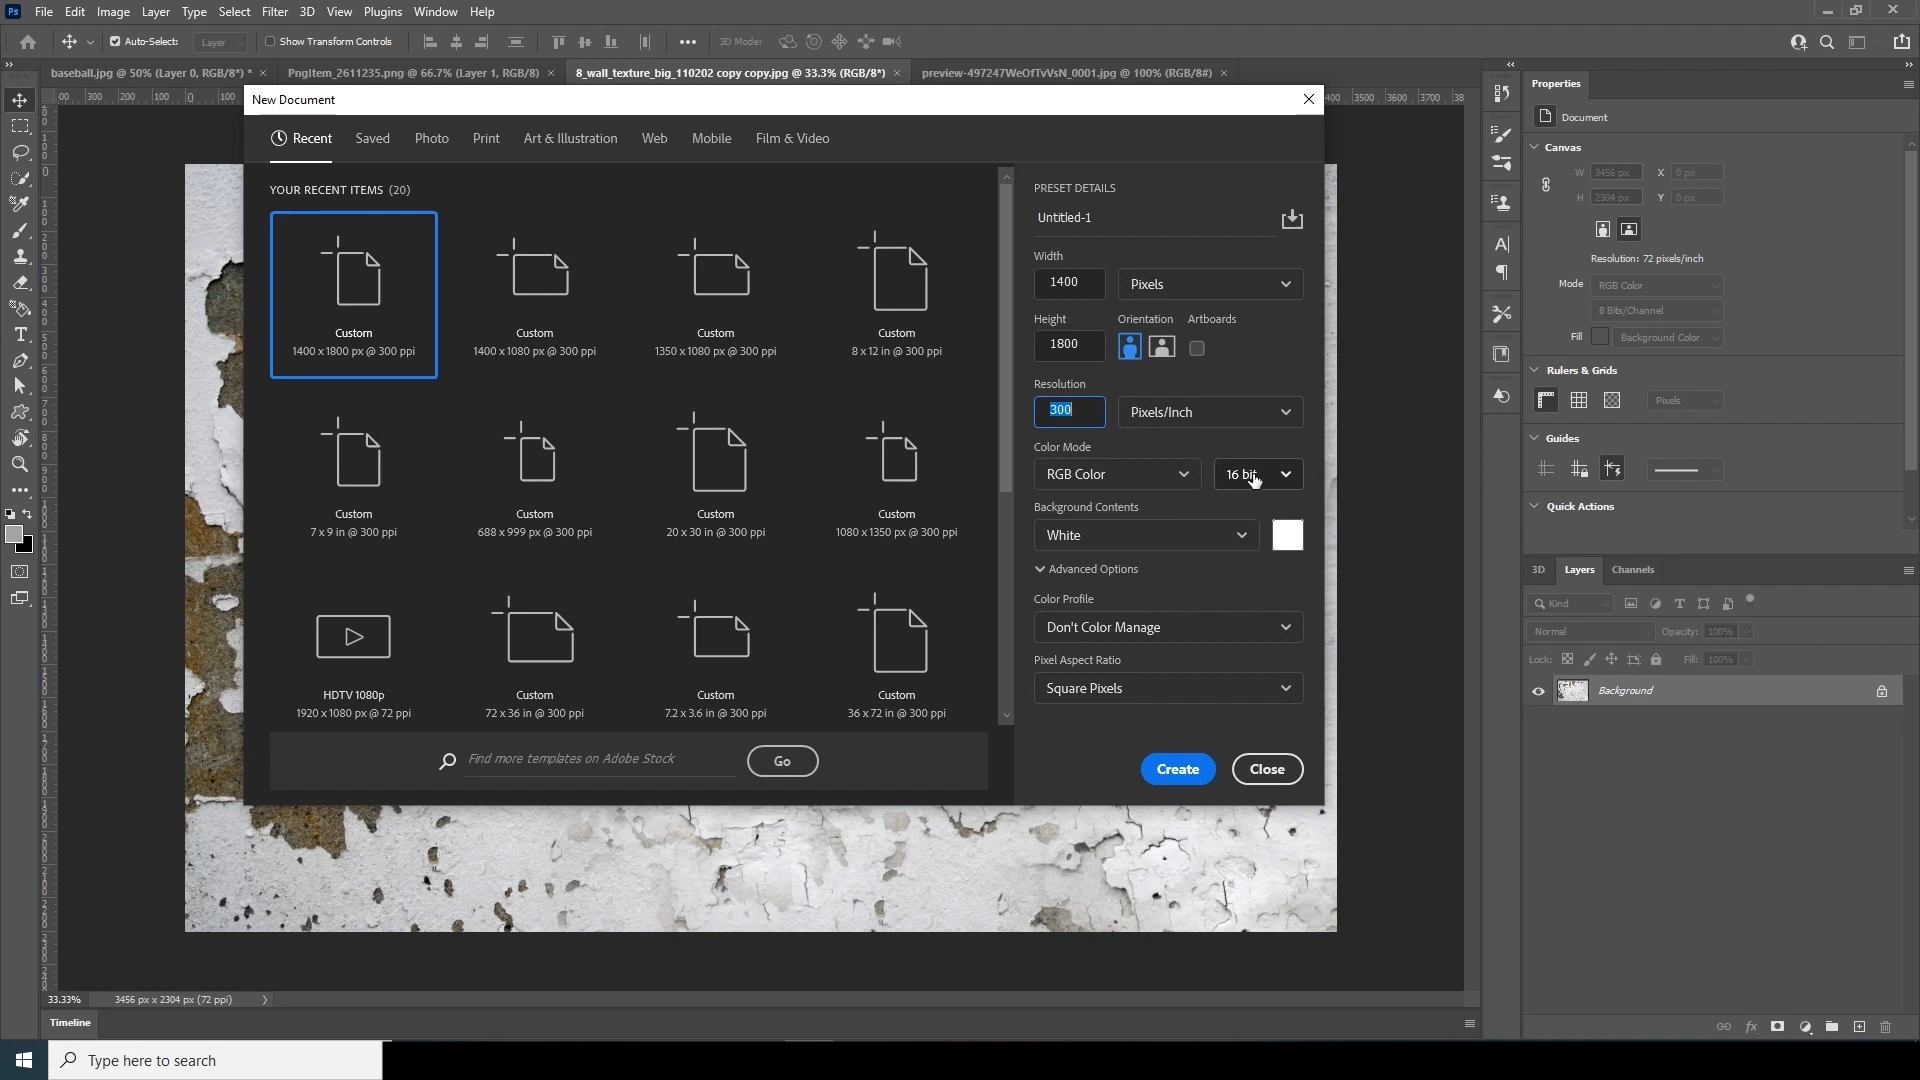 Ps File Edit Image Layer Type Select Filter 3D View Plugins Window Help
Auto-Select: Layer Show Transform Controls 3D Mode:
baseball.jpg @ 50% (Layer 0, RGB/8*) * PngItem_2611235.png @ 66.7% (Layer 1, RGB/8) 8_wall_texture_big_110202 copy copy.jpg @ 33.3% (RGB/8*) preview-497247WeOfTvVsN_0001.jpg @ 100% (RGB/8#)
New Document
Recent Saved Photo Print Art & Illustration Web Mobile Film & Video
YOUR RECENT ITEMS (20)
Custom
1400 x 1800 px @ 300 ppi
Custom
1400 x 1080 px @ 300 ppi
Custom
1350 x 1080 px @ 300 ppi
Custom
8 x 12 in @ 300 ppi
Custom
7 x 9 in @ 300 ppi
Custom
688 x 999 px @ 300 ppi
Custom
20 x 30 in @ 300 ppi
Custom
1080 x 1350 px @ 300 ppi
HDTV 1080p
1920 x 1080 px @ 72 ppi
Custom
72 x 36 in @ 300 ppi
Custom
7.2 x 3.6 in @ 300 ppi
Custom
36 x 72 in @ 300 ppi
Find more templates on Adobe Stock Go
PRESET DETAILS
Untitled-1
Width
1400 Pixels
Height Orientation Artboards
1800
Resolution
300 Pixels/Inch
Color Mode
RGB Color 16 bit
Background Contents
White
Advanced Options
Color Profile
Don't Color Manage
Pixel Aspect Ratio
Square Pixels
Create Close
Properties
Document
Canvas
W 3456 px X 0 px
H 2304 px Y 0 px
Resolution: 72 pixels/inch
Mode RGB Color
8 Bits/Channel
Fill Background Color
Rulers & Grids
Pixels
Guides
Quick Actions
3D Layers Channels
Kind
Normal Opacity: 100%
Lock: Fill: 100%
Background
33.33% 3456 px x 2304 px (72 ppi)
Timeline
Type here to search